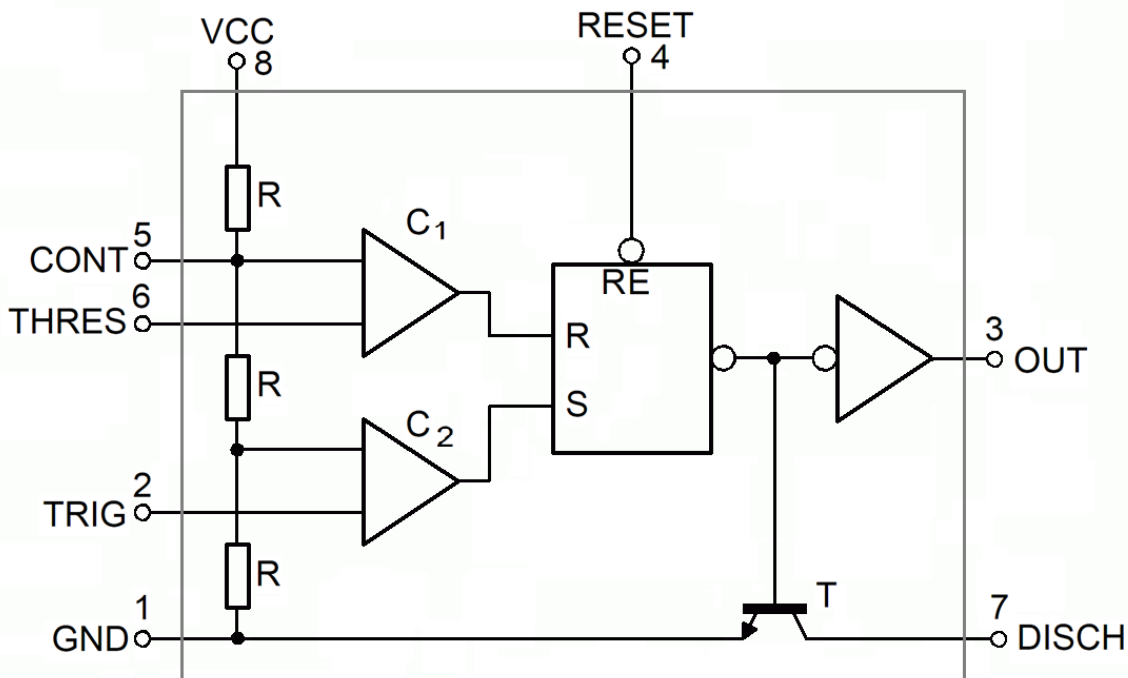 VCC
8
RESET
4
R
5
CONT
C1
6
THRES
RE
R
3
OUT
R
S
C2
2
TRIG
R
T
1
GND
7
DISCH